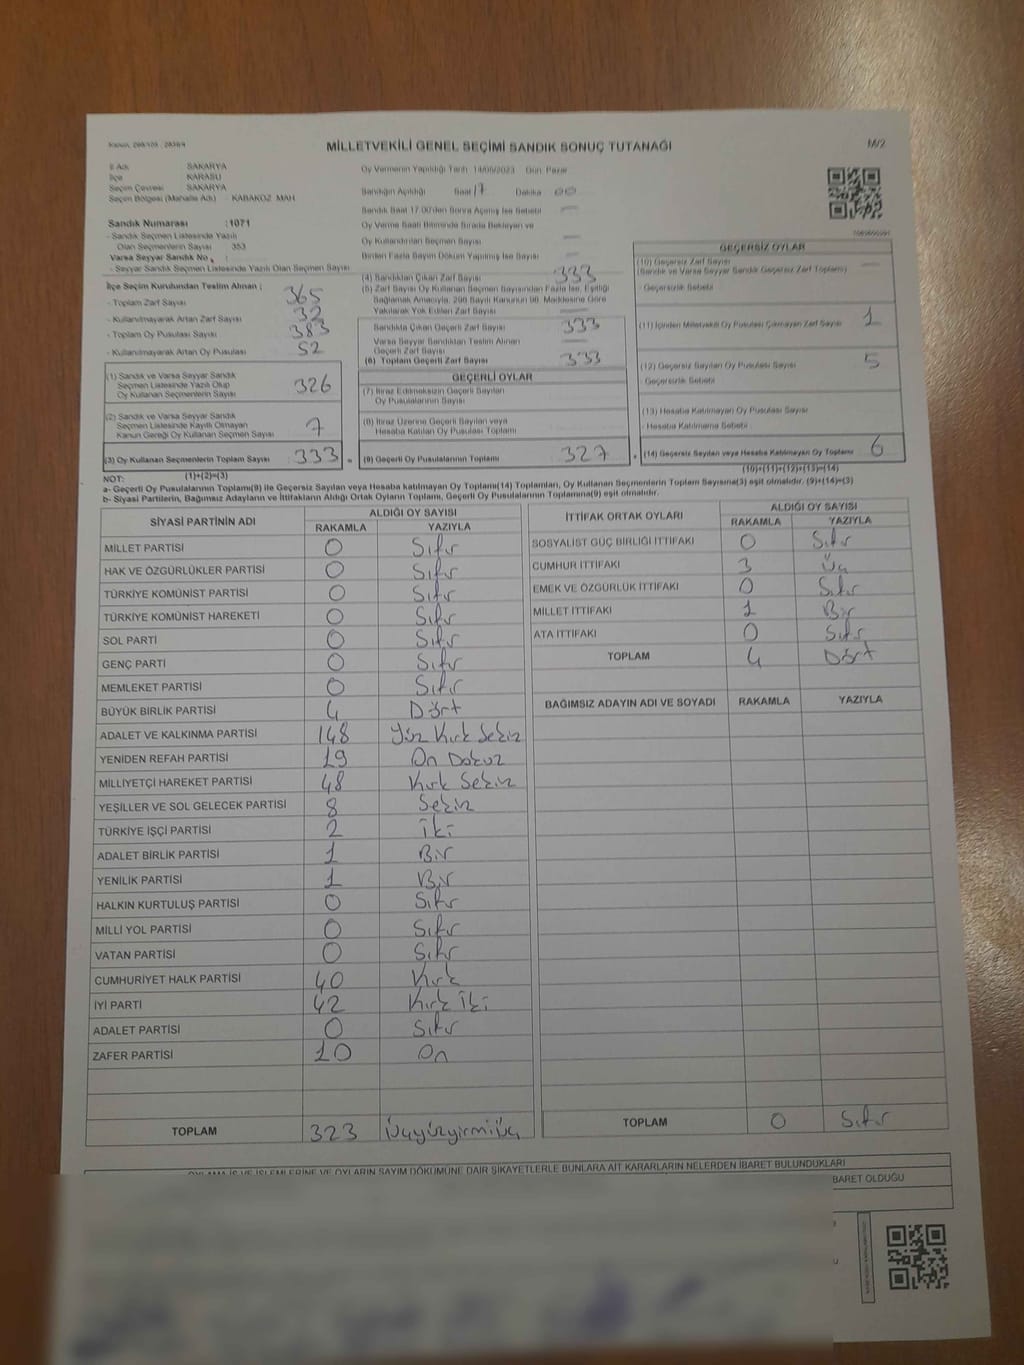 MİLLETVEKİLİ GENEL SEÇİMİ SANDIK SONUÇ TUTANAĞI
M/2
İl Adı : SAKARYA
İlçe : KARASU
Seçim Çevresi : SAKARYA
Seçim Bölgesi (Mahalle Adı) : KABAKOZ MAH
Sandık Numarası :1071
- Sandık Seçmen Listesinde Yazılı
Olan Seçmenlerin Sayısı : 353
Varsa Seyyar Sandık No :
- Seyyar Sandık Seçmen Listesinde Yazılı Olan Seçmen Sayısı
İlçe Seçim Kurulundan Teslim Alınan ;
- Toplam Zarf Sayısı 365
- Kullanılmayarak Artan Zarf Sayısı 32
- Toplam Oy Pusulası Sayısı 383
- Kullanılmayarak Artan Oy Pusulası 52
(1) Sandık ve Varsa Seyyar Sandık
Seçmen Listesinde Yazılı Olup
Oy Kullanan Seçmenlerin Sayısı 326
(2) Sandık ve Varsa Seyyar Sandık
Seçmen Listesinde Kayıtlı Olmayan
Kanun Gereği Oy Kullanan Seçmen Sayısı 7
(3) Oy Kullanan Seçmenlerin Toplam Sayısı 333
Oy Vermenin Yapıldığı Tarih 14/05/2023 Gün: Pazar
Sandığın Açıldığı Saat 17 Dakika 00
Sandık Saat 17.00'den Sonra Açılmış İse Sebebi —
Oy Verme Saati Bitiminde Sırada Bekleyen ve
Oy Kullandırılan Seçmen Sayısı —
Birden Fazla Sayım Döküm Yapılmış İse Sayısı —
(4) Sandıktan Çıkan Zarf Sayısı 333
(5) Zarf Sayısı Oy Kullanan Seçmen Sayısından Fazla İse, Eşitliği
Sağlamak Amacıyla, 298 Sayılı Kanunun 98. Maddesine Göre
Yakılarak Yok Edilen Zarf Sayısı —
Sandıkta Çıkan Geçerli Zarf Sayısı 333
Varsa Seyyar Sandıktan Teslim Alınan
Geçerli Zarf Sayısı —
(6) Toplam Geçerli Zarf Sayısı 333
GEÇERLİ OYLAR
(7) İtiraz Edilmeksizin Geçerli Sayılan
Oy Pusulalarının Sayısı
(8) İtiraz Üzerine Geçerli Sayılan veya
Hesaba Katılan Oy Pusulası Toplamı
(9) Geçerli Oy Pusulalarının Toplamı 327
GEÇERSİZ OYLAR
(10) Geçersiz Zarf Sayısı
(Sandık ve Varsa Seyyar Sandık Geçersiz Zarf Toplamı) —
- Geçersizlik Sebebi
(11) İçinden Milletvekili Oy Pusulası Çıkmayan Zarf Sayısı 1
(12) Geçersiz Sayılan Oy Pusulası Sayısı 5
Geçersizlik Sebebi
(13) Hesaba Katılmayan Oy Pusulası Sayısı
- Hesaba Katılmama Sebebi
(14) Geçersiz Sayılan veya Hesaba Katılmayan Oy Toplamı 6
NOT: (1)+(2)=(3) (10)+(11)+(12)+(13)=(14)
a- Geçerli Oy Pusulalarının Toplamı(9) ile Geçersiz Sayılan veya Hesaba katılmayan Oy Toplamı(14) Toplamları, Oy Kullanan Seçmenlerin Toplam Sayısına(3) eşit olmalıdır. (9)+(14)=(3)
b- Siyasi Partilerin, Bağımsız Adayların ve İttifakların Aldığı Ortak Oyların Toplamı, Geçerli Oy Pusulalarının Toplamına(9) eşit olmalıdır.
SİYASİ PARTİNİN ADI ALDIĞI OY SAYISI
RAKAMLA YAZIYLA
MİLLET PARTİSİ 0 Sıfır
HAK VE ÖZGÜRLÜKLER PARTİSİ 0 Sıfır
TÜRKİYE KOMÜNİST PARTİSİ 0 Sıfır
TÜRKİYE KOMÜNİST HAREKETİ 0 Sıfır
SOL PARTİ 0 Sıfır
GENÇ PARTİ 0 Sıfır
MEMLEKET PARTİSİ 0 Sıfır
BÜYÜK BİRLİK PARTİSİ 4 Dört
ADALET VE KALKINMA PARTİSİ 148 Yüz Kırk Sekiz
YENİDEN REFAH PARTİSİ 19 On Dokuz
MİLLİYETÇİ HAREKET PARTİSİ 48 Kırk Sekiz
YEŞİLLER VE SOL GELECEK PARTİSİ 8 Sekiz
TÜRKİYE İŞÇİ PARTİSİ 2 İki
ADALET BİRLİK PARTİSİ 1 Bir
YENİLİK PARTİSİ 1 Bir
HALKIN KURTULUŞ PARTİSİ 0 Sıfır
MİLLİ YOL PARTİSİ 0 Sıfır
VATAN PARTİSİ 0 Sıfır
CUMHURİYET HALK PARTİSİ 40 Kırk
İYİ PARTİ 42 Kırk İki
ADALET PARTİSİ 0 Sıfır
ZAFER PARTİSİ 10 On
TOPLAM 323 Üçyüzyirmiüç
İTTİFAK ORTAK OYLARI ALDIĞI OY SAYISI
RAKAMLA YAZIYLA
SOSYALİST GÜÇ BİRLİĞİ İTTİFAKI 0 Sıfır
CUMHUR İTTİFAKI 3 Üç
EMEK VE ÖZGÜRLÜK İTTİFAKI 0 Sıfır
MİLLET İTTİFAKI 1 Bir
ATA İTTİFAKI 0 Sıfır
TOPLAM 4 Dört
BAĞIMSIZ ADAYIN ADI VE SOYADI RAKAMLA YAZIYLA
TOPLAM 0 Sıfır
OYLAMA İŞ VE İŞLEMLERİNE VE OYLARIN SAYIM DÖKÜMÜNE DAİR ŞİKAYETLERLE BUNLARA AİT KARARLARIN NELERDEN İBARET BULUNDUKLARI
BARET OLDUĞU